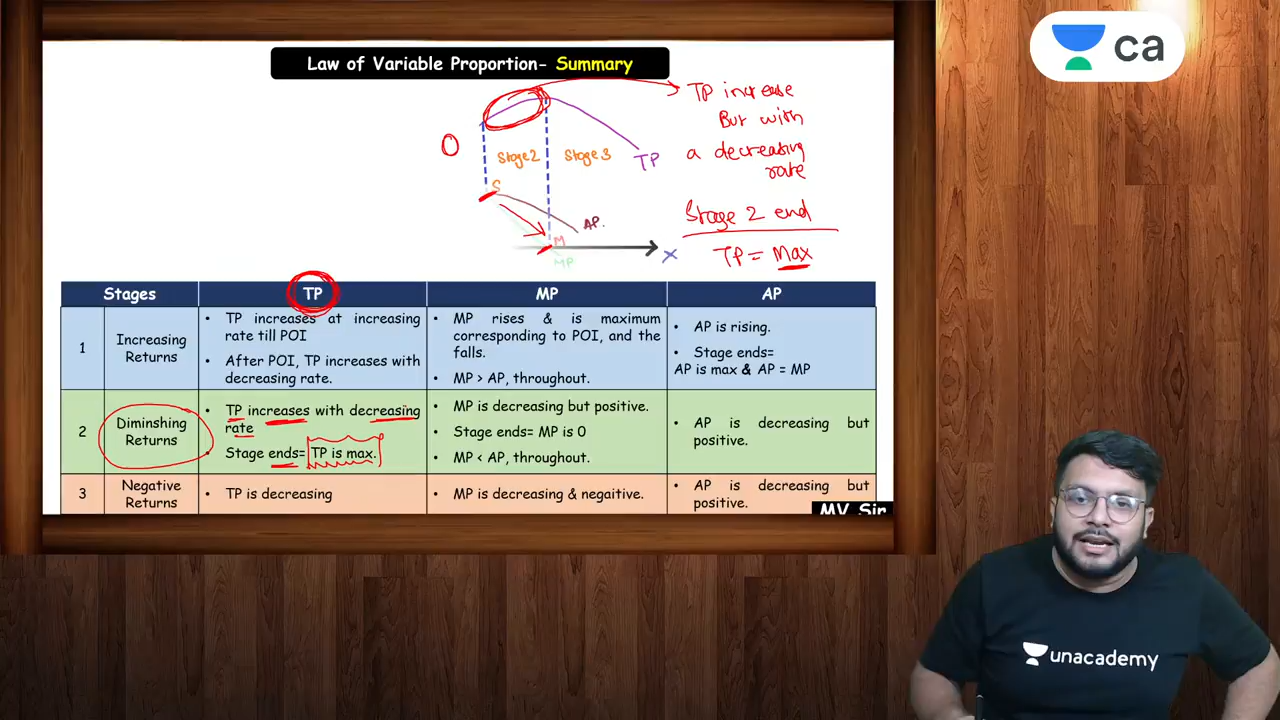 ca
Law of Variable Proportion- Summary
TP increase
But with
a decreasing
rate
O
Stage 2
Stage 3
TP
S
AP.
M
MP
X
Stage 2 end
TP = Max
Stages
TP
MP
AP
1
Increasing
Returns
• TP increases at increasing
rate till POI
• After POI, TP increases with
decreasing rate.
• MP rises & is maximum
corresponding to POI, and the
falls.
• MP > AP, throughout.
• AP is rising.
• Stage ends=
AP is max & AP = MP
2
Diminshing
Returns
• TP increases with decreasing
rate
• Stage ends= TP is max.
• MP is decreasing but positive.
• Stage ends= MP is 0
• MP < AP, throughout.
• AP is decreasing but
positive.
3
Negative
Returns
• TP is decreasing
• MP is decreasing & negaitive.
• AP is decreasing but
positive.
MV Sir
unacademy